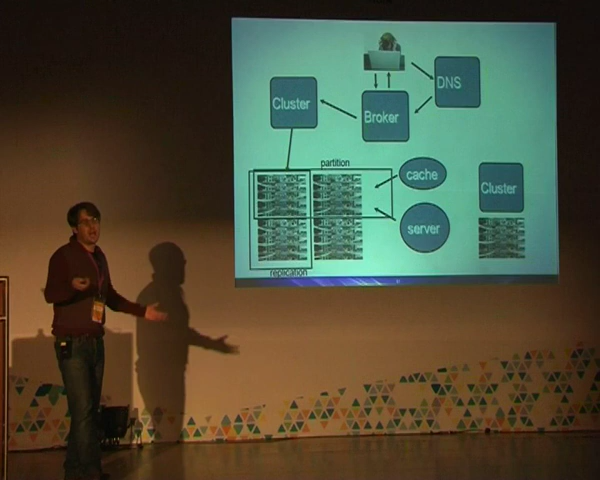 DNS
Cluster
Broker
partition
cache
Cluster
server
replication